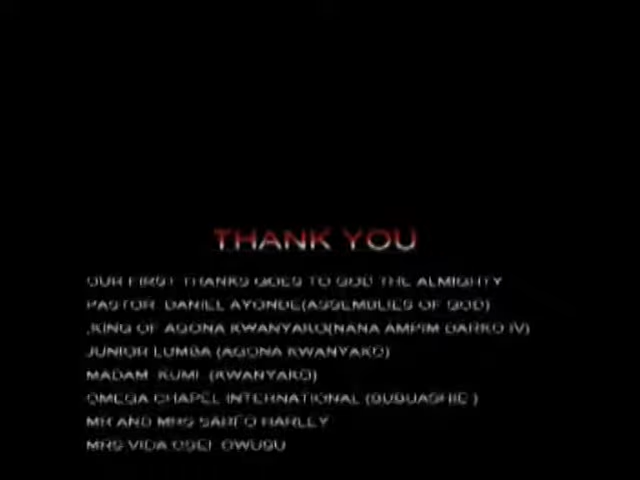 THANK YOU
OUR FIRST THANKS GOES TO GOD THE ALMIGHTY
PASTOR DANIEL AYONDE(ASSEMBLIES OF GOD)
,KING OF AGONA KWANYAKO(NANA AMPIM DARKO IV)
JUNIOR LUMBA (AGONA KWANYAKO)
MADAM KUMI (KWANYAKO)
OMEGA CHAPEL INTERNATIONAL (BUBUASHIE )
MR AND MRS SARFO HARLEY
MRS VIDA OSEI OWUSU